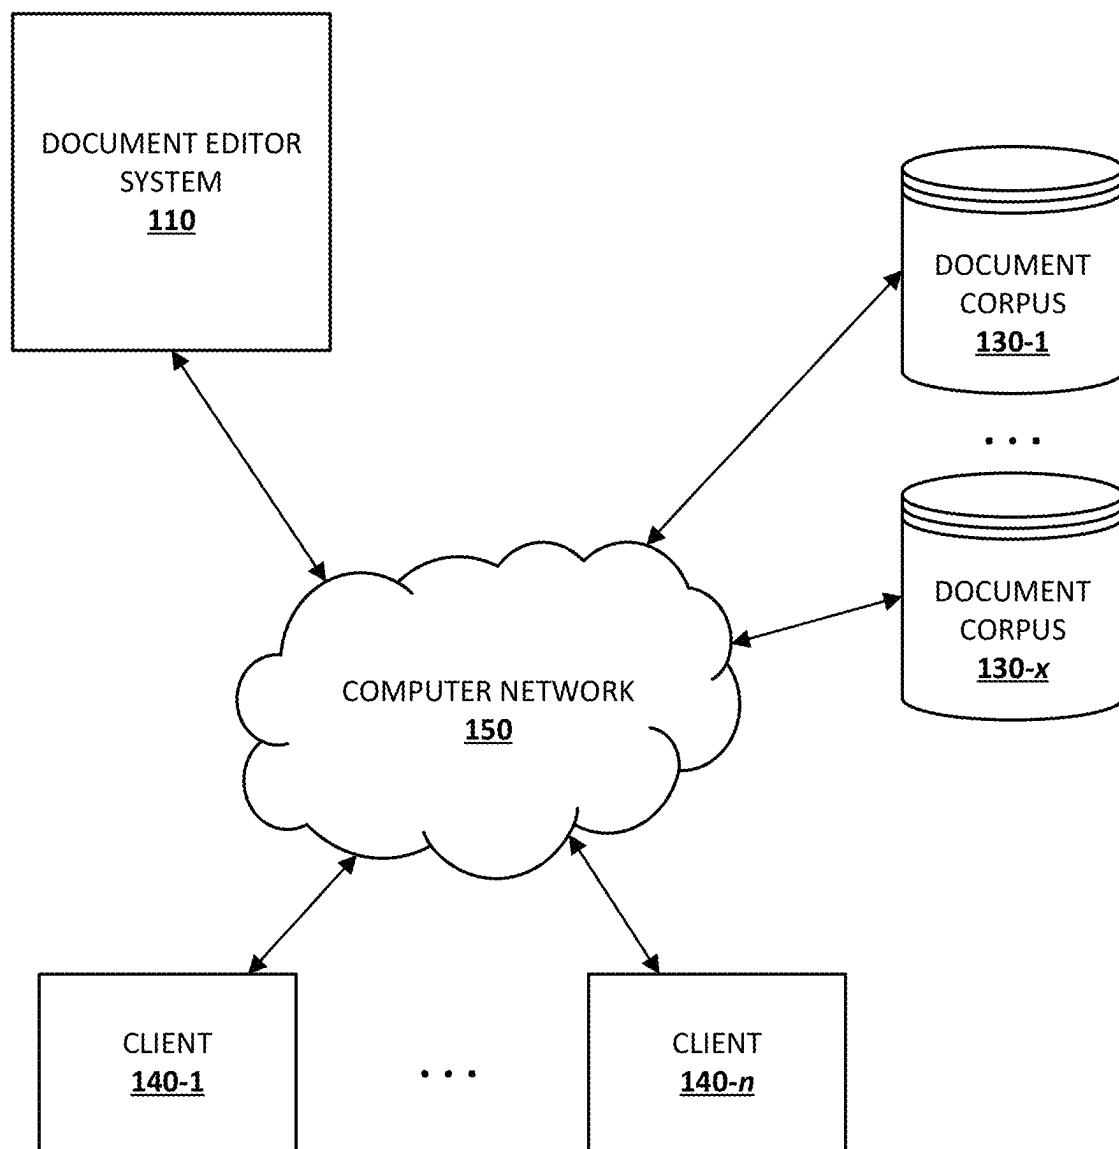 DOCUMENT EDITOR
SYSTEM
110
DOCUMENT
CORPUS
130-1
...
DOCUMENT
CORPUS
130-x
COMPUTER NETWORK
150
CLIENT
140-1
...
CLIENT
140-n